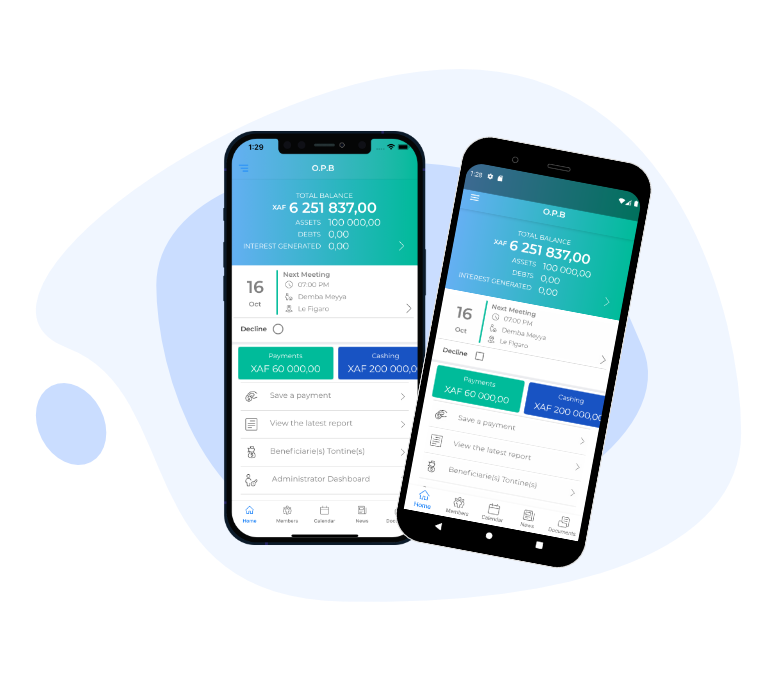 1:29
O.P.B
TOTAL BALANCE
XAF 6 251 837,00
ASSETS 100 000,00
DEBTS 0,00
INTEREST GENERATED 0,00
16
Oct
Next Meeting
07:00 PM
Demba Meyya
Le Figaro
Decline
Payments
XAF 60 000,00
Cashing
XAF 200 000,0
Save a payment
View the latest report
Beneficiarie(s) Tontine(s)
Administrator Dashboard
Home
Members
Calendar
News
1:28
O.P.B
TOTAL BALANCE
XAF 6 251 837,00
ASSETS 100 000,00
DEBTS 0,00
INTEREST GENERATED 0,00
16
Oct
Next Meeting
07:00 PM
Demba Meyya
Le Figaro
Decline
Payments
XAF 60 000,00
Cashing
XAF 200 000,00
Save a payment
View the latest report
Beneficiarie(s) Tontine(s)
Home
Members
Calendar
News
Documents